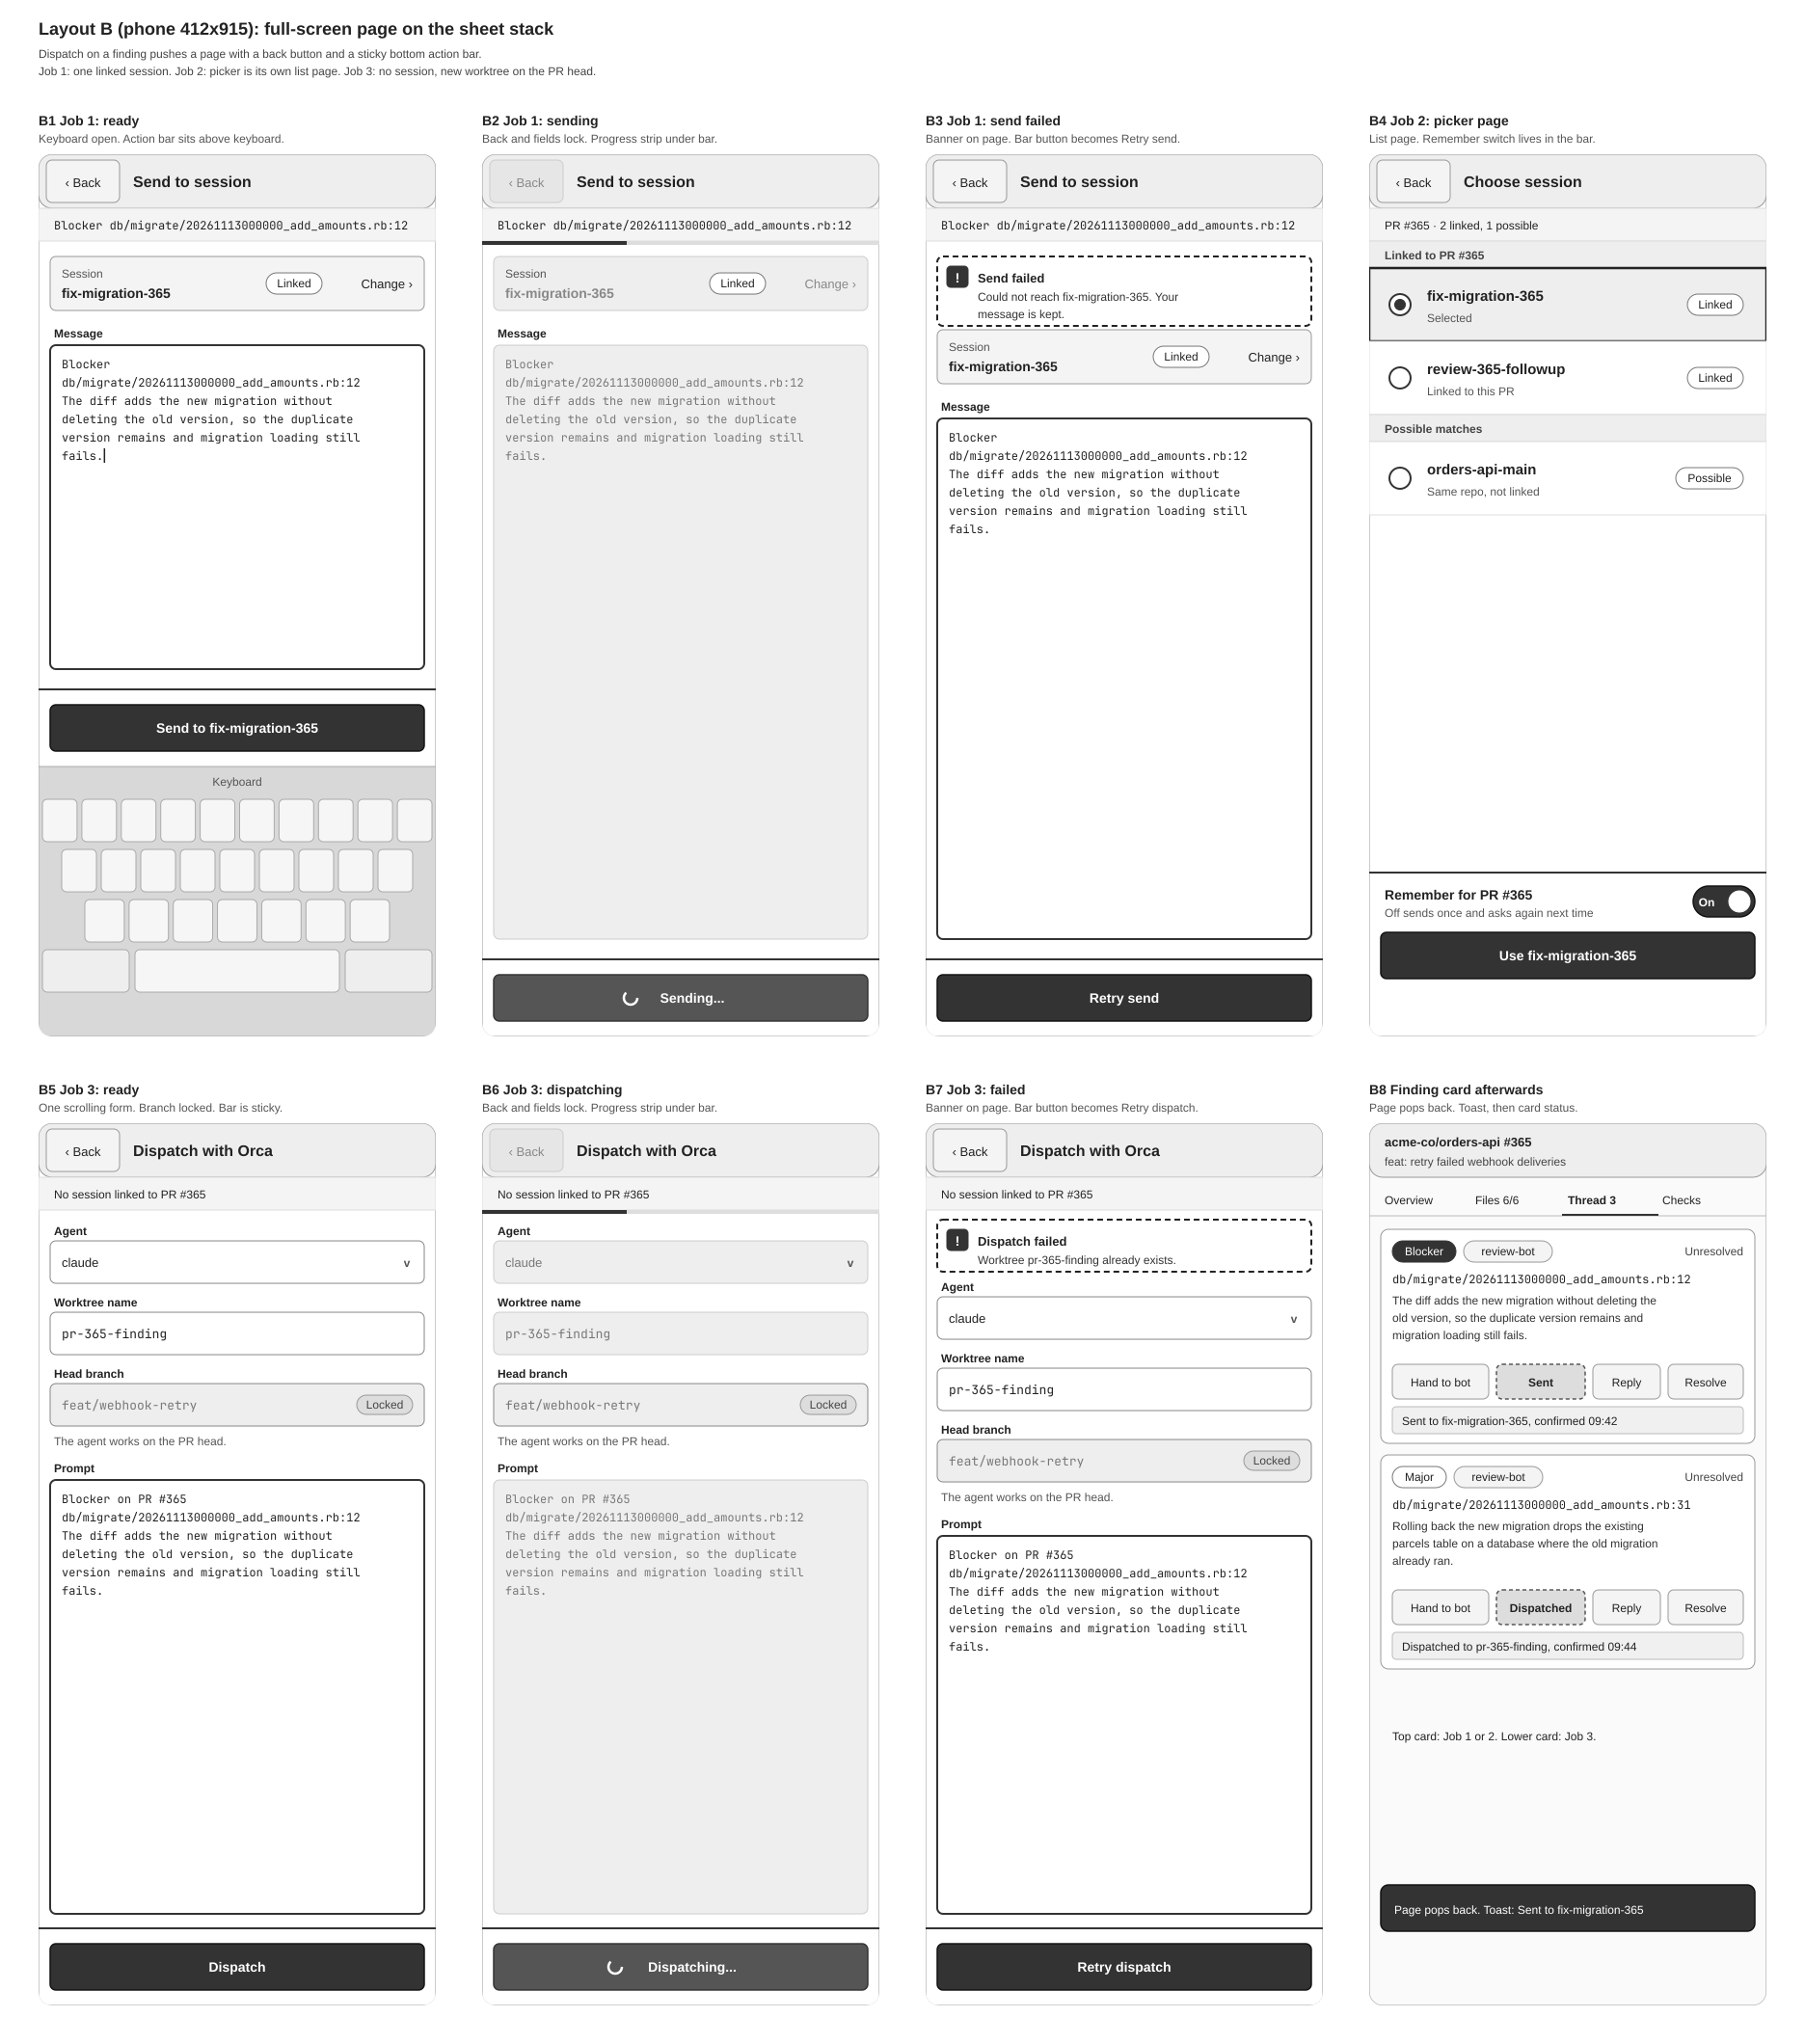 Layout B (phone 412x915): full-screen page on the sheet stack
Dispatch on a finding pushes a page with a back button and a sticky bottom action bar.
Job 1: one linked session. Job 2: picker is its own list page. Job 3: no session, new worktree on the PR head.
B1 Job 1: ready
Keyboard open. Action bar sits above keyboard.
‹ Back
Send to session
Blocker db/migrate/20261113000000_add_amounts.rb:12
Session
fix-migration-365
Linked
Change ›
Message
Blocker
db/migrate/20261113000000_add_amounts.rb:12
The diff adds the new migration without
deleting the old version, so the duplicate
version remains and migration loading still
fails.
Send to fix-migration-365
Keyboard
B2 Job 1: sending
Back and fields lock. Progress strip under bar.
‹ Back
Send to session
Blocker db/migrate/20261113000000_add_amounts.rb:12
Session
fix-migration-365
Linked
Change ›
Message
Blocker
db/migrate/20261113000000_add_amounts.rb:12
The diff adds the new migration without
deleting the old version, so the duplicate
version remains and migration loading still
fails.
Sending...
B3 Job 1: send failed
Banner on page. Bar button becomes Retry send.
‹ Back
Send to session
Blocker db/migrate/20261113000000_add_amounts.rb:12
!
Send failed
Could not reach fix-migration-365. Your
message is kept.
Session
fix-migration-365
Linked
Change ›
Message
Blocker
db/migrate/20261113000000_add_amounts.rb:12
The diff adds the new migration without
deleting the old version, so the duplicate
version remains and migration loading still
fails.
Retry send
B4 Job 2: picker page
List page. Remember switch lives in the bar.
‹ Back
Choose session
PR #365 · 2 linked, 1 possible
Linked to PR #365
fix-migration-365
Selected
Linked
review-365-followup
Linked to this PR
Linked
Possible matches
orders-api-main
Same repo, not linked
Possible
Remember for PR #365
Off sends once and asks again next time
On
Use fix-migration-365
B5 Job 3: ready
One scrolling form. Branch locked. Bar is sticky.
‹ Back
Dispatch with Orca
No session linked to PR #365
Agent
claude
v
Worktree name
pr-365-finding
Head branch
feat/webhook-retry
Locked
The agent works on the PR head.
Prompt
Blocker on PR #365
db/migrate/20261113000000_add_amounts.rb:12
The diff adds the new migration without
deleting the old version, so the duplicate
version remains and migration loading still
fails.
Dispatch
B6 Job 3: dispatching
Back and fields lock. Progress strip under bar.
‹ Back
Dispatch with Orca
No session linked to PR #365
Agent
claude
v
Worktree name
pr-365-finding
Head branch
feat/webhook-retry
Locked
The agent works on the PR head.
Prompt
Blocker on PR #365
db/migrate/20261113000000_add_amounts.rb:12
The diff adds the new migration without
deleting the old version, so the duplicate
version remains and migration loading still
fails.
Dispatching...
B7 Job 3: failed
Banner on page. Bar button becomes Retry dispatch.
‹ Back
Dispatch with Orca
No session linked to PR #365
!
Dispatch failed
Worktree pr-365-finding already exists.
Agent
claude
v
Worktree name
pr-365-finding
Head branch
feat/webhook-retry
Locked
The agent works on the PR head.
Prompt
Blocker on PR #365
db/migrate/20261113000000_add_amounts.rb:12
The diff adds the new migration without
deleting the old version, so the duplicate
version remains and migration loading still
fails.
Retry dispatch
B8 Finding card afterwards
Page pops back. Toast, then card status.
acme-co/orders-api #365
feat: retry failed webhook deliveries
Overview
Files 6/6
Thread 3
Checks
Blocker
review-bot
Unresolved
db/migrate/20261113000000_add_amounts.rb:12
The diff adds the new migration without deleting the
old version, so the duplicate version remains and
migration loading still fails.
Hand to bot
Sent
Reply
Resolve
Sent to fix-migration-365, confirmed 09:42
Major
review-bot
Unresolved
db/migrate/20261113000000_add_amounts.rb:31
Rolling back the new migration drops the existing
parcels table on a database where the old migration
already ran.
Hand to bot
Dispatched
Reply
Resolve
Dispatched to pr-365-finding, confirmed 09:44
Top card: Job 1 or 2. Lower card: Job 3.
Page pops back. Toast: Sent to fix-migration-365